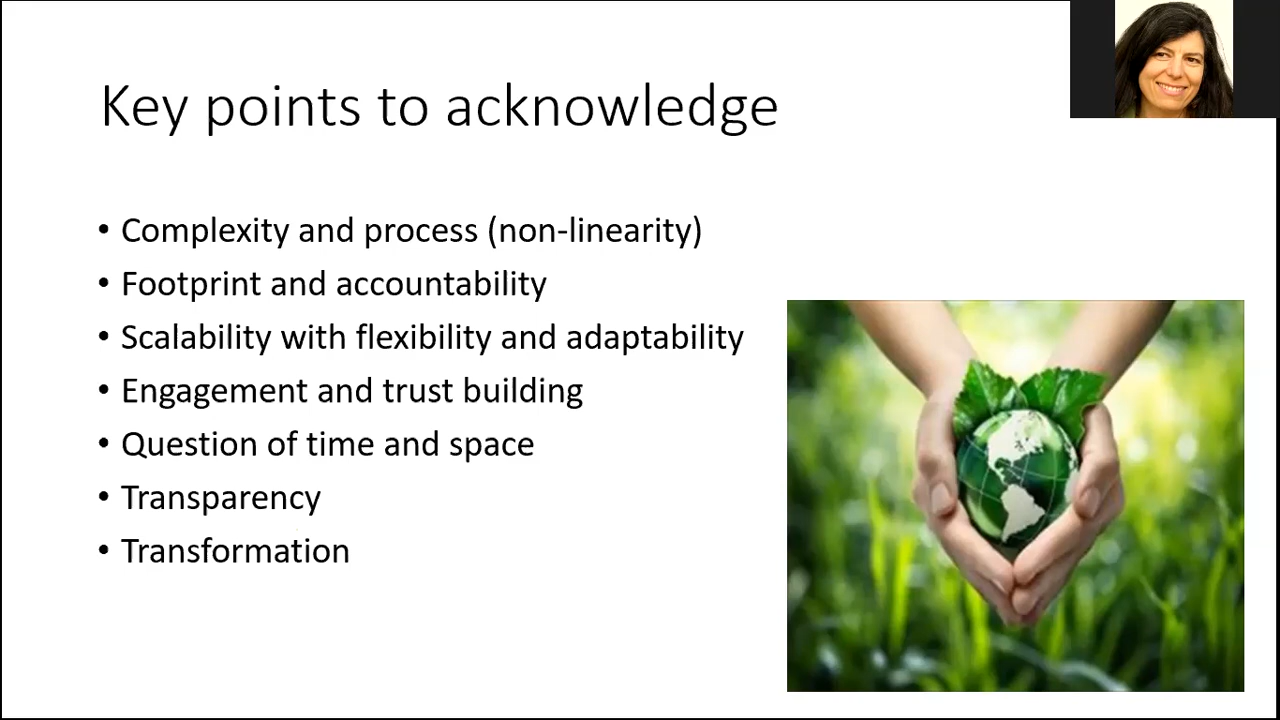 Key points to acknowledge
• Complexity and process (non-linearity)
• Footprint and accountability
• Scalability with flexibility and adaptability
• Engagement and trust building
• Question of time and space
• Transparency
• Transformation